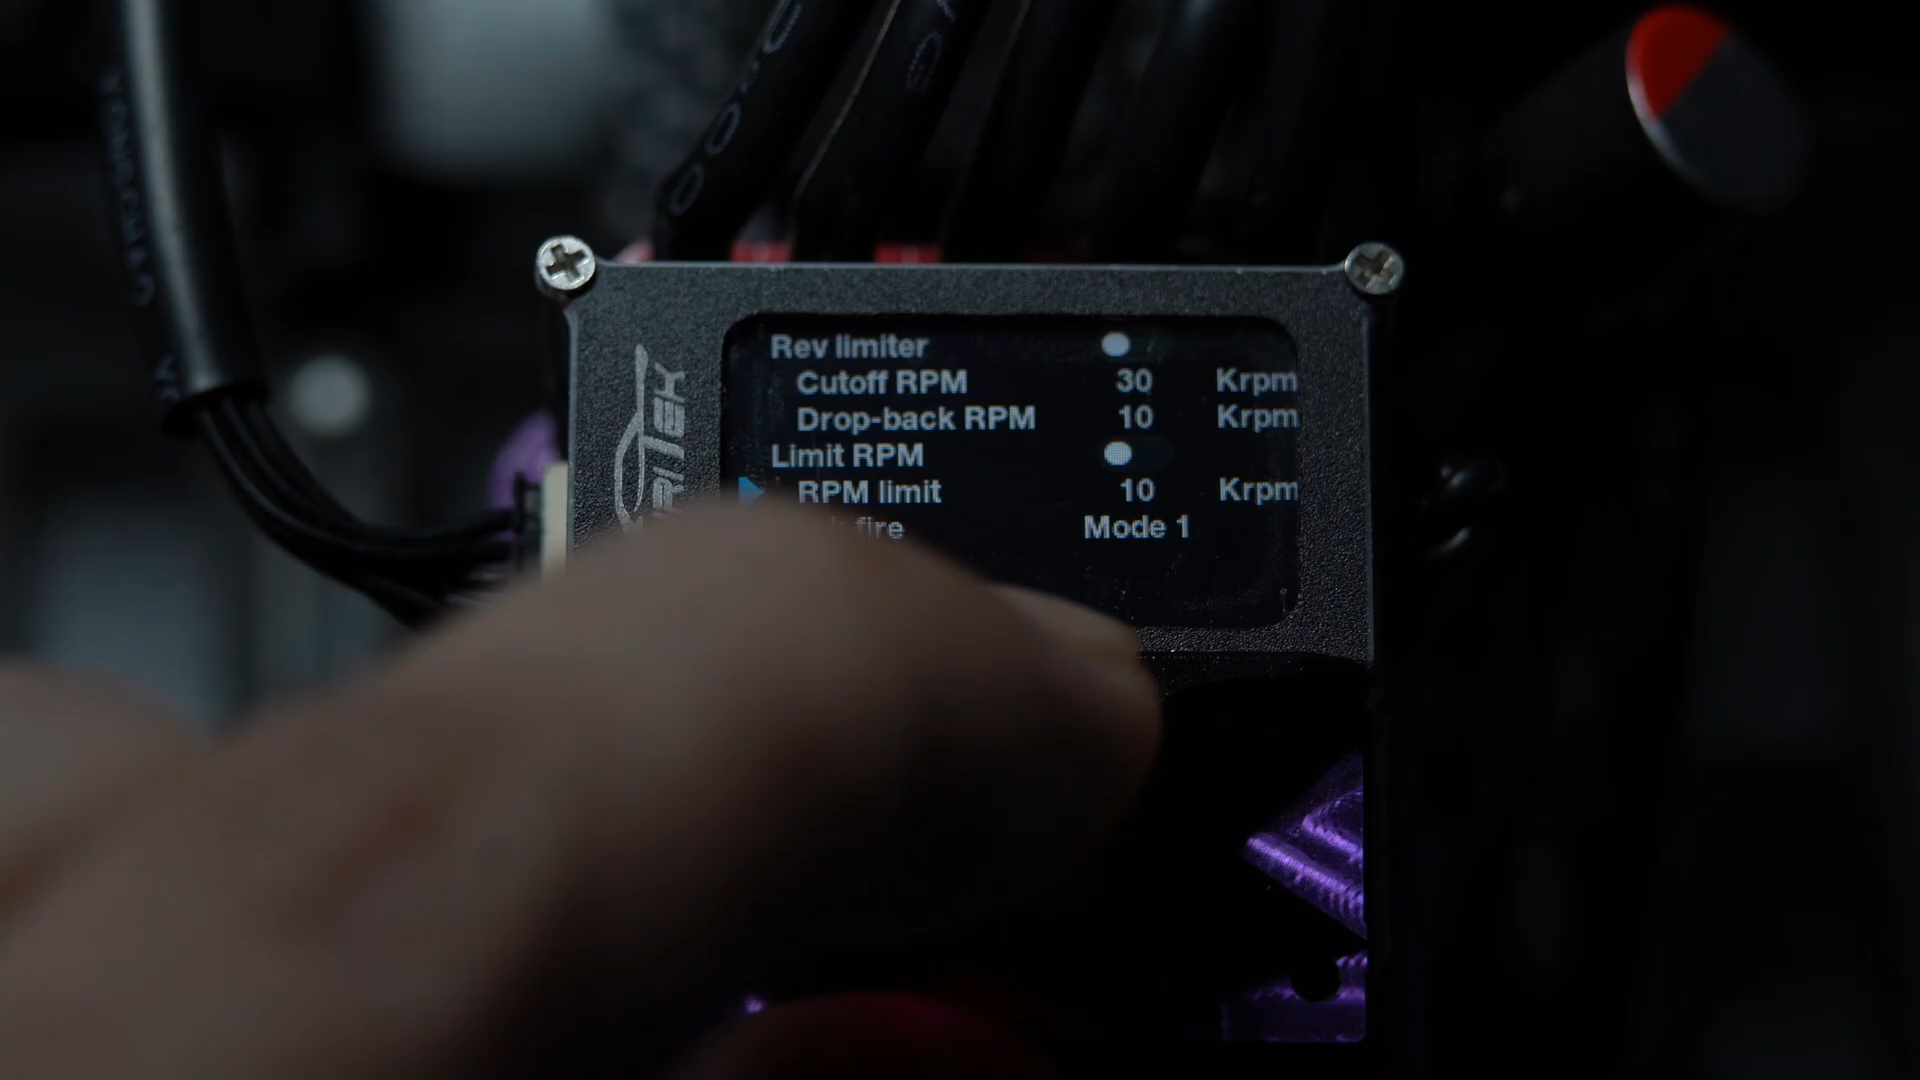 Rev limiter
Cutoff RPM 30 Krpm
Drop-back RPM 10 Krpm
Limit RPM
RPM limit 10 Krpm
fire Mode 1